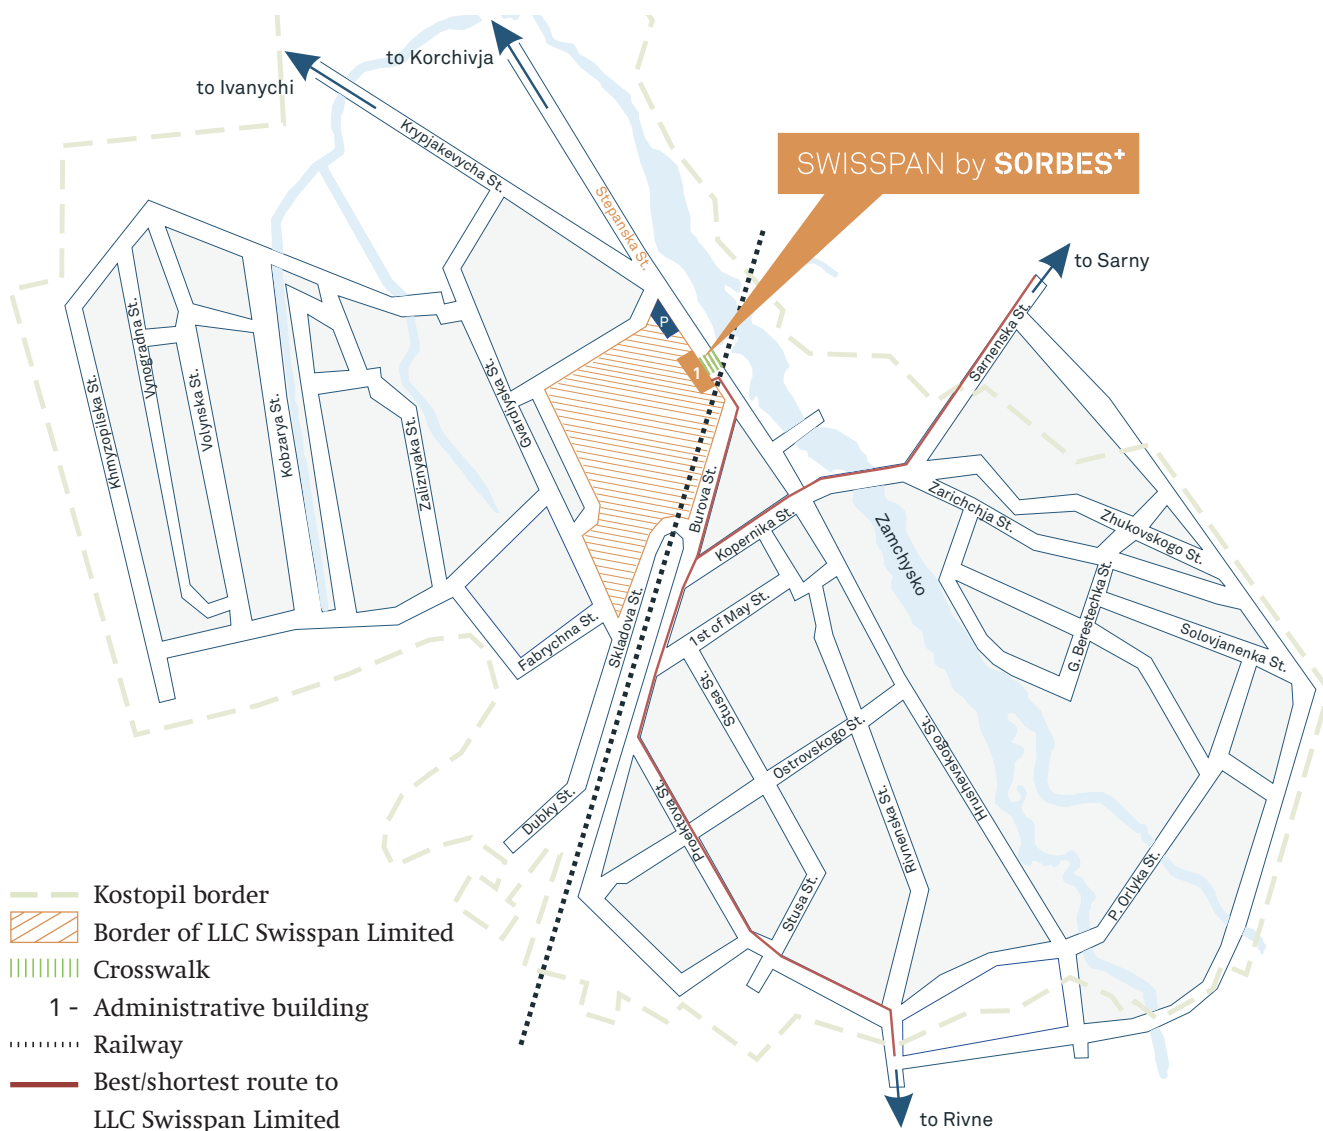 to Korchivja
to Ivanychi
Krypjakevycha St.
Stepanska St.
SWISSPAN by SORBES+
to Sarny
Sarnenska St.
P
1
Khmyzopilska St.
Vynogradna St.
Volynska St.
Kobzarya St.
Zaliznyaka St.
Gvardiyska St.
Burova St.
Kopernika St.
Zamchysko
Zarichchja St.
Zhukovskogo St.
G. Berestechka St.
Solovjanenka St.
Fabrychna St.
Skladova St.
1st of May St.
Stusa St.
Ostrovskogo St.
Hrushevskogo St.
Rivnenska St.
Proektova St.
Dubky St.
Stusa St.
P. Orlyka St.
to Rivne
Kostopil border
Border of LLC Swisspan Limited
Crosswalk
1 - Administrative building
Railway
Best/shortest route to
LLC Swisspan Limited